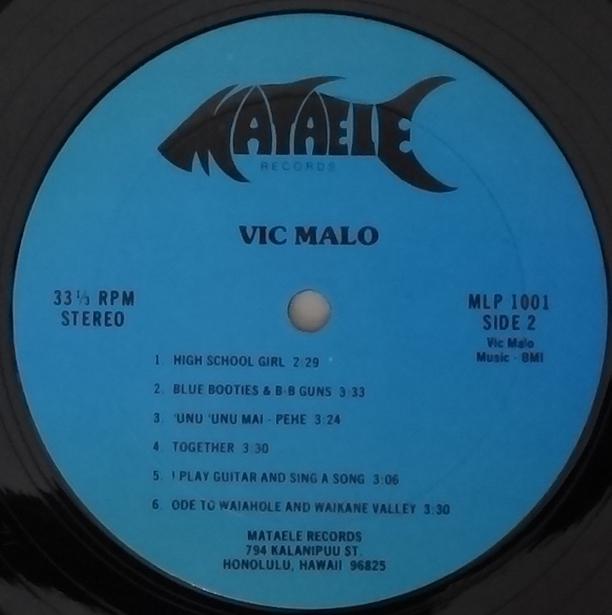 MATAELE
RECORDS
VIC MALO
33⅓ RPM
STEREO
MLP 1001
SIDE 2
Vic Malo
Music - BMI
1. HIGH SCHOOL GIRL 2:29
2. BLUE BOOTIES & B-B GUNS 3:33
3. 'UNU 'UNU MAI - PEHE 3:24
4. TOGETHER 3:30
5. I PLAY GUITAR AND SING A SONG 3:06
6. ODE TO WAIAHOLE AND WAIKANE VALLEY 3:30
MATAELE RECORDS
794 KALANIPUU ST.
HONOLULU, HAWAII 96825